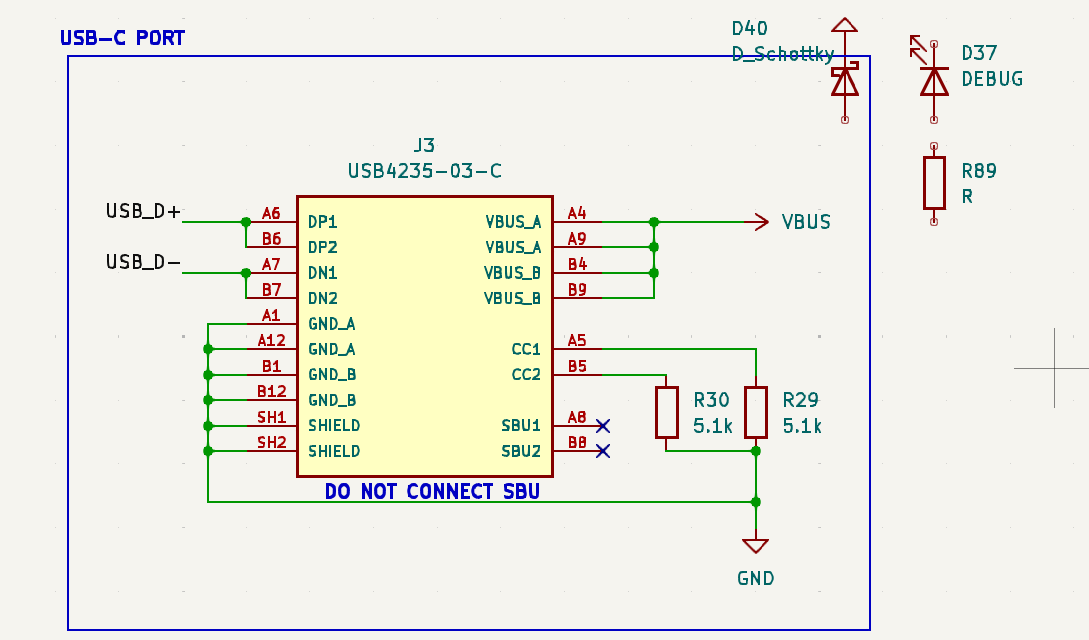 USB-C PORT
D40
D_Schottky
D37
DEBUG
R89
R
J3
USB4235-03-C
USB_D+
USB_D-
A6 DP1 VBUS_A A4 VBUS
B6 DP2 VBUS_A A9
A7 DN1 VBUS_B B4
B7 DN2 VBUS_B B9
A1 GND_A
A12 GND_A CC1 A5
B1 GND_B CC2 B5
B12 GND_B
SH1 SHIELD SBU1 A8
SH2 SHIELD SBU2 B8
R30
5.1k
R29
5.1k
DO NOT CONNECT SBU
GND